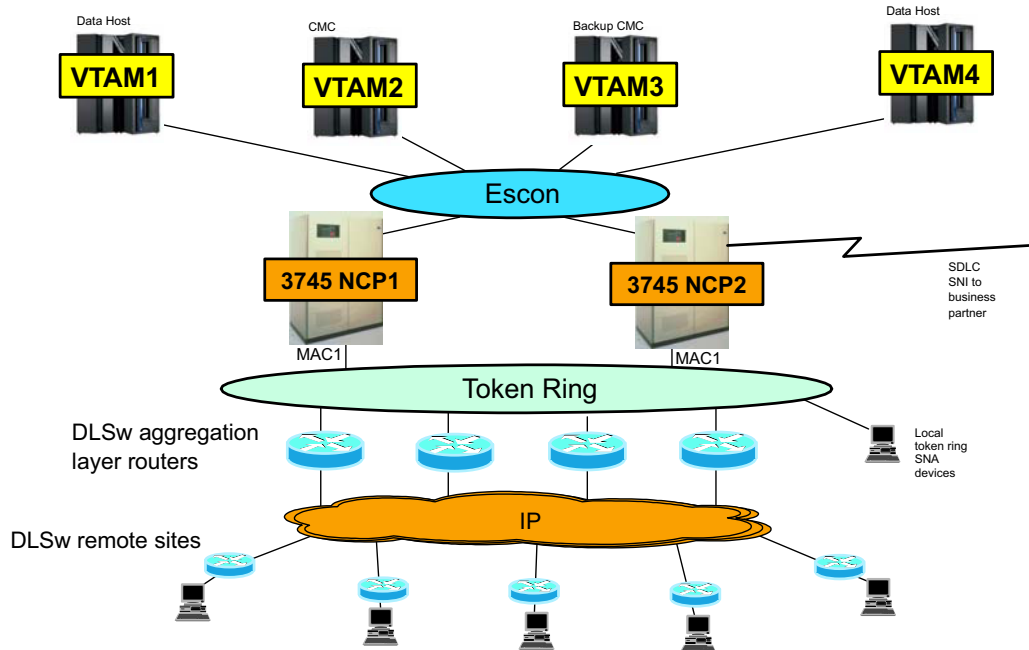 Data Host
CMC
Backup CMC
Data Host
VTAM1
VTAM2
VTAM3
VTAM4
Escon
3745 NCP1
3745 NCP2
SDLC
SNI to
business
partner
MAC1
MAC1
Token Ring
DLSw aggregation
layer routers
Local
token ring
SNA
devices
IP
DLSw remote sites